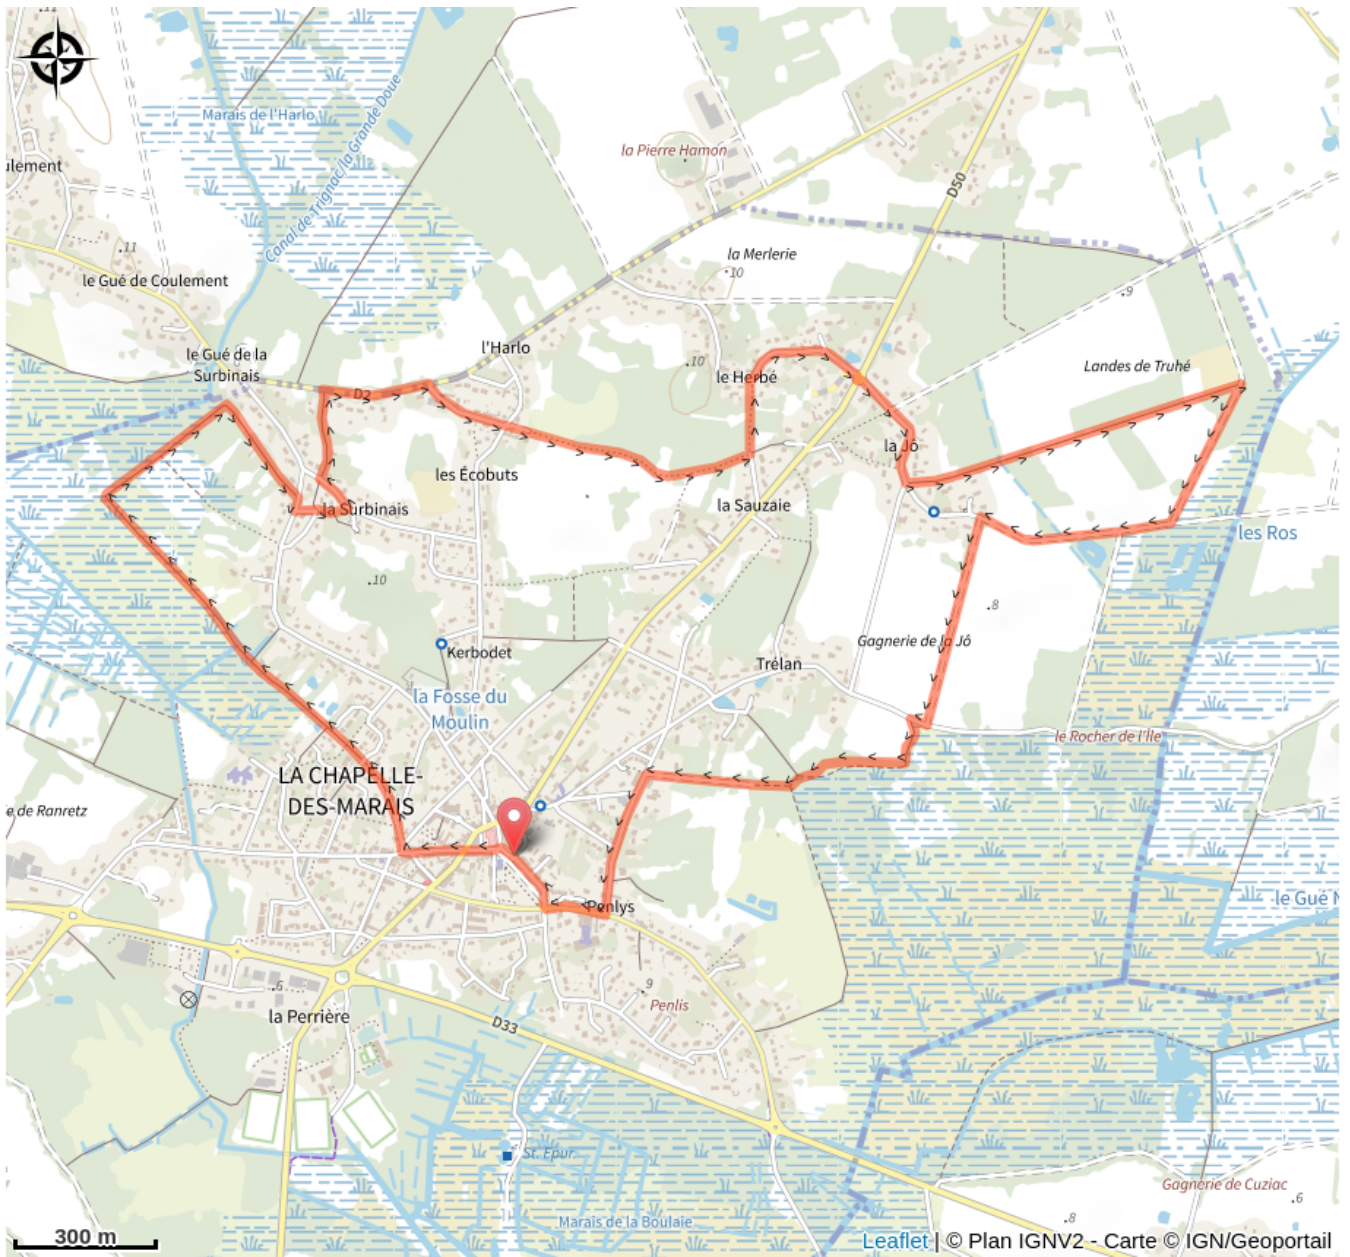 Marais de l'Harlo
Canal de Trignac/la Grande Doue
la Pierre Hamon
ulement
D50
.11
la Merlerie
.10
le Gué de Coulement
.9
l'Harlo
le Gué de la
Surbinais
.10
le Herbé
Landes de Truhé
D2
la Jô
les Écobuts
la Surbinais
la Sauzaie
les Ros
.10
.8
Gagnerie de la Jô
Kerbodet
Trélan
la Fosse du
Moulin
le Rocher de l'Île
LA CHAPELLE-
DES-MARAIS
e de Ranretz
Penlys
le Gué N
.6
.9
Penlis
la Perrière
D33
St. Epur
Gagnerie de Cuziac
.6
Marais de la Boulaie
.8
300 m
Leaflet | © Plan IGNV2 - Carte © IGN/Geoportail